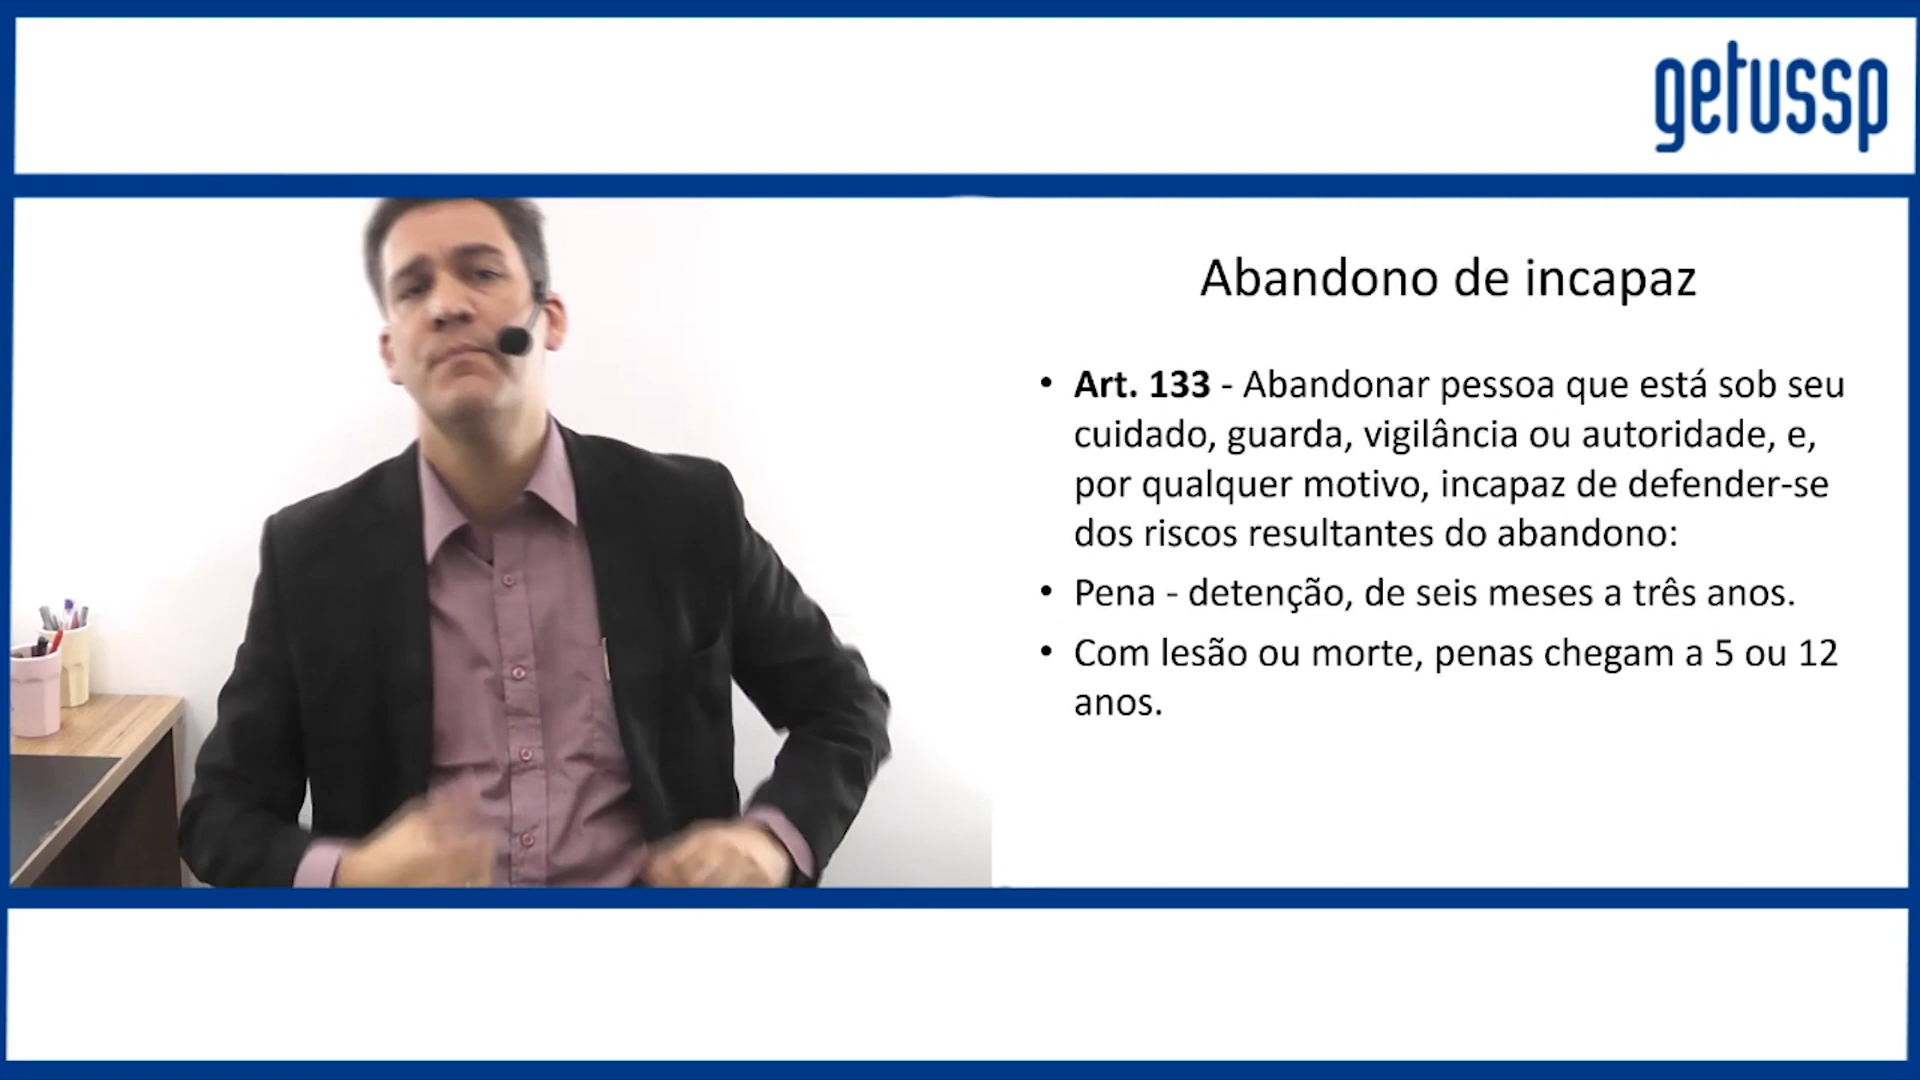 getussp
Abandono de incapaz
• Art. 133 - Abandonar pessoa que está sob seu
cuidado, guarda, vigilância ou autoridade, e,
por qualquer motivo, incapaz de defender-se
dos riscos resultantes do abandono:
• Pena - detenção, de seis meses a três anos.
• Com lesão ou morte, penas chegam a 5 ou 12
anos.